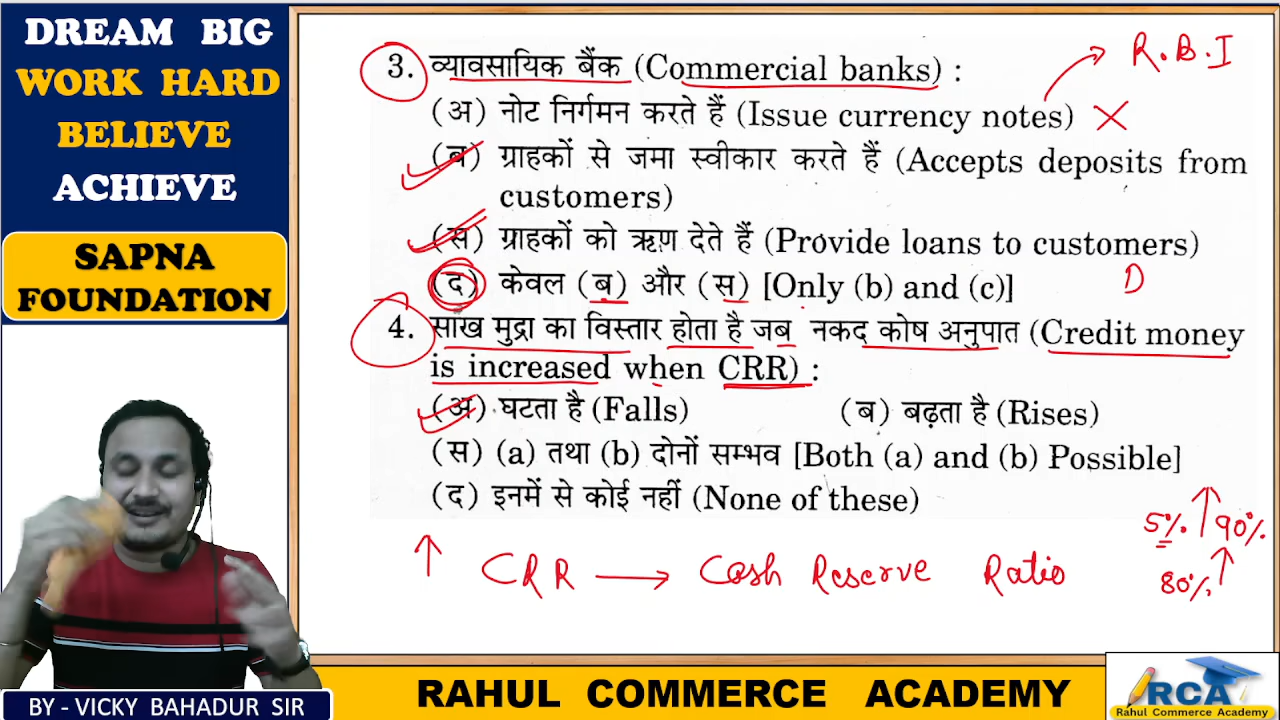 DREAM BIG
WORK HARD
BELIEVE
ACHIEVE
SAPNA
FOUNDATION
R.B.I
3. व्यावसायिक बैंक (Commercial banks) :
(अ) नोट निर्गमन करते हैं (Issue currency notes)
(ब) ग्राहकों से जमा स्वीकार करते हैं (Accepts deposits from
customers)
(स) ग्राहकों को ऋण देते हैं (Provide loans to customers)
(द) केवल (ब) और (स) [Only (b) and (c)]
D
4. साख मुद्रा का विस्तार होता है जब नकद कोष अनुपात (Credit money
is increased when CRR) :
(अ) घटता है (Falls) (ब) बढ़ता है (Rises)
(स) (a) तथा (b) दोनों सम्भव [Both (a) and (b) Possible]
(द) इनमें से कोई नहीं (None of these)
5% 90%
↑ CRR → Cash Reserve Ratio
80%
BY - VICKY BAHADUR SIR
RAHUL COMMERCE ACADEMY
RCA
Rahul Commerce Academy